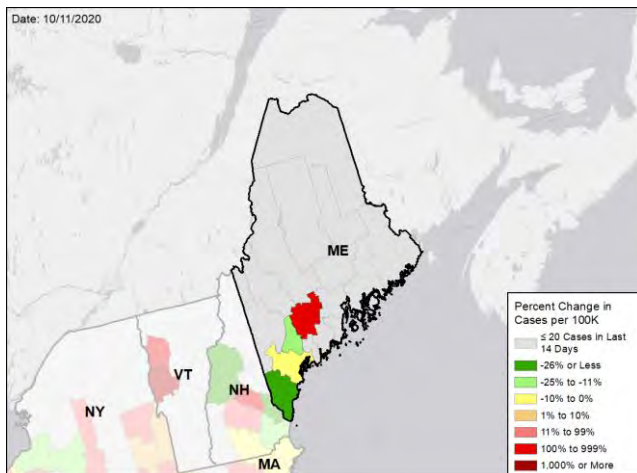 Date: 10/11/2020
ME
VT
NH
NY
MA
Percent Change in
Cases per 100K
≤ 20 Cases in Last
14 Days
-26% or Less
-25% to -11%
-10% to 0%
1% to 10%
11% to 99%
100% to 999%
1,000% or More